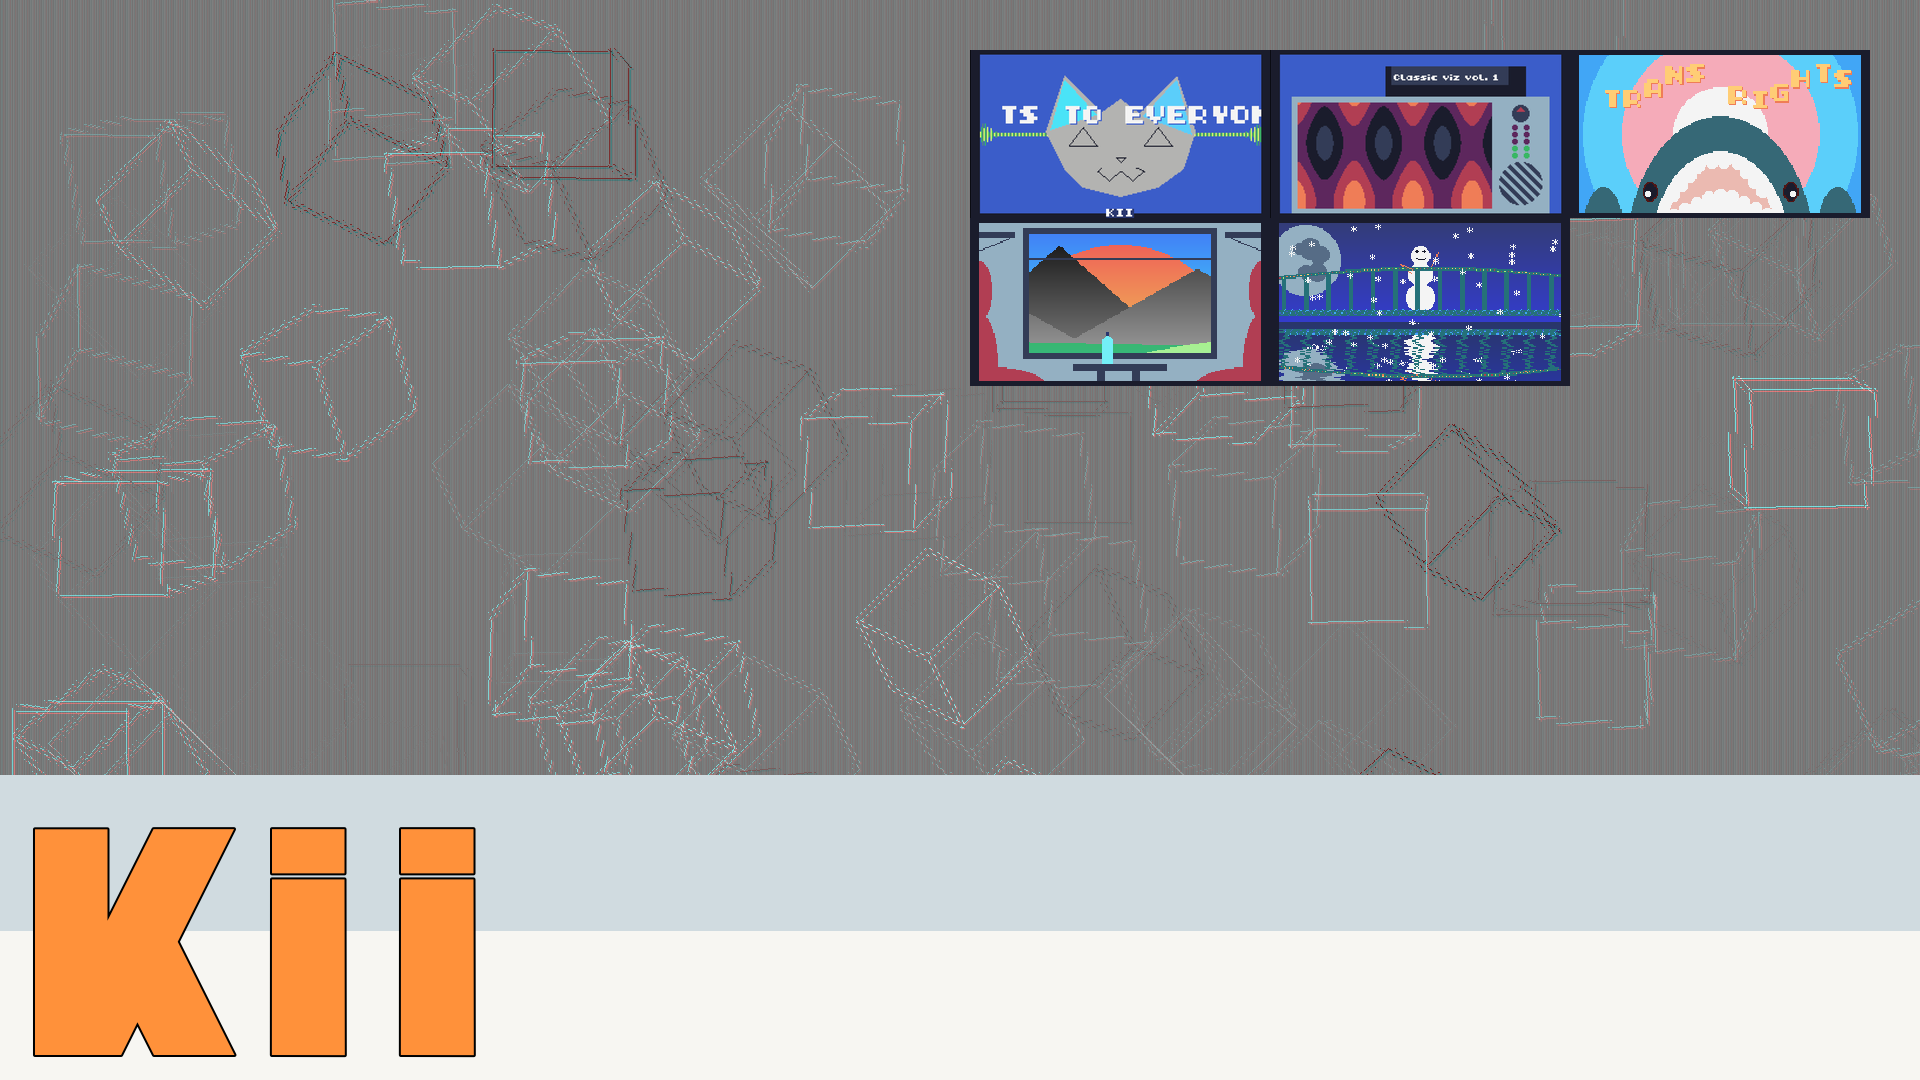 TS TO EVERYON
KII
Classic viz vol. 1
TRANS RIGHTS
Kii